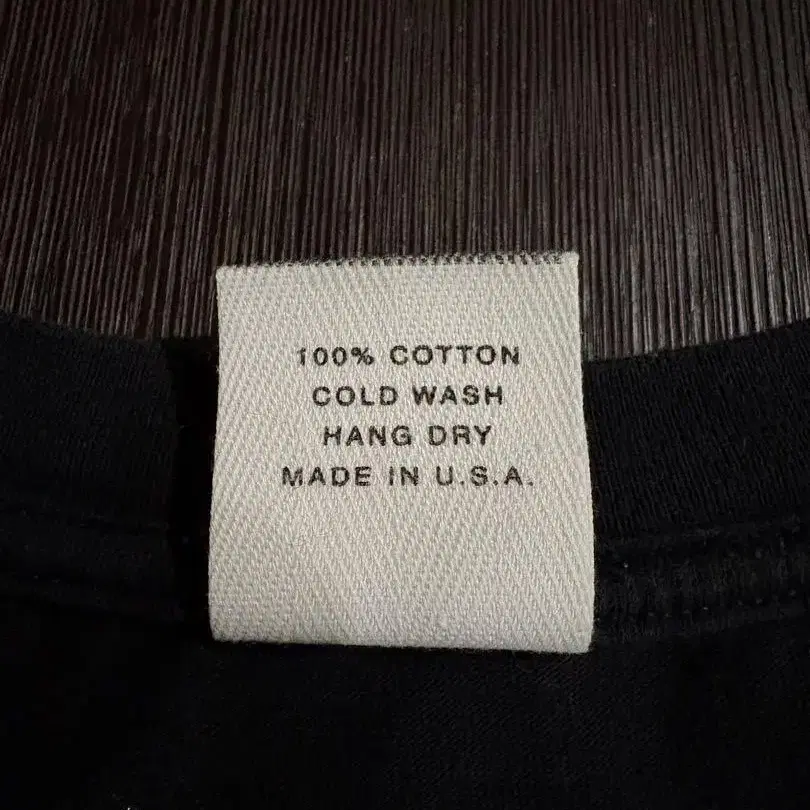 100% COTTON
COLD WASH
HANG DRY
MADE IN U.S.A.